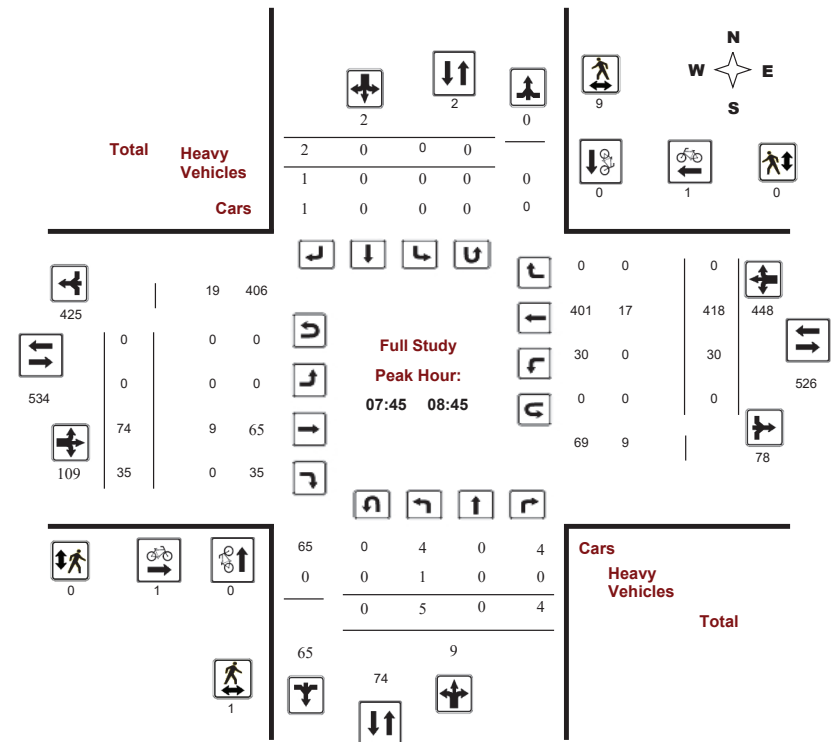 N
W E
S
2 2 0 9
Total Heavy Vehicles
Cars
2 0 0 0
1 0 0 0 0
1 0 0 0 0
0 1 0
425 19 406
534
0 0 0
0 0 0
74 9 65
109 35 0 35
Full Study
Peak Hour:
07:45 08:45
0 0 0
401 17 418 448
30 0 30
526
0 0 0
69 9 78
0 1 0
1
65 0 4 0 4
0 0 1 0 0
0 5 0 4
65 9
74
Cars
Heavy
Vehicles
Total